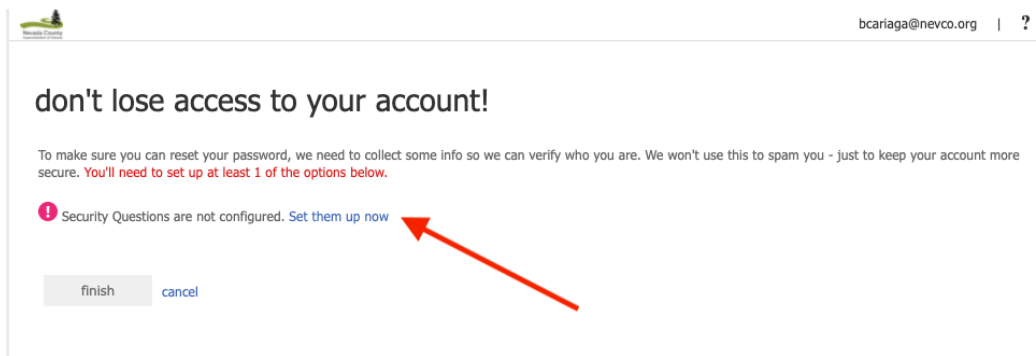 Nevada County
bcariaga@nevco.org | ?
don't lose access to your account!
To make sure you can reset your password, we need to collect some info so we can verify who you are. We won't use this to spam you - just to keep your account more
secure. You'll need to set up at least 1 of the options below.
! Security Questions are not configured. Set them up now
finish cancel